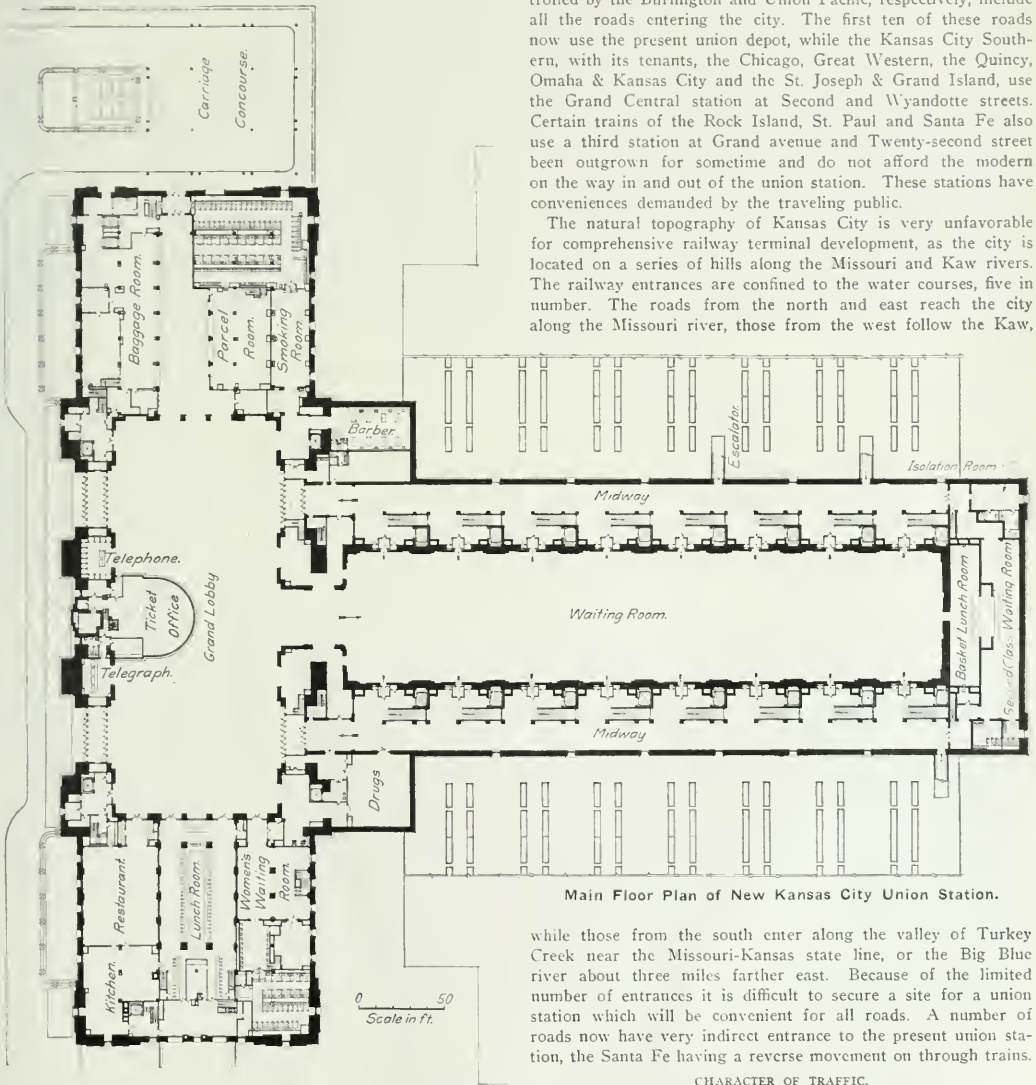 trolled by the Burlington and Union Pacific, respectively, include
all the roads entering the city. The first ten of these roads
now use the present union depot, while the Kansas City South-
ern, with its tenants, the Chicago, Great Western, the Quincy,
Omaha & Kansas City and the St. Joseph & Grand Island, use
the Grand Central station at Second and Wyandotte streets.
Certain trains of the Rock Island, St. Paul and Santa Fe also
use a third station at Grand avenue and Twenty-second street
been outgrown for sometime and do not afford the modern
on the way in and out of the union station. These stations have
conveniences demanded by the traveling public.
The natural topography of Kansas City is very unfavorable
for comprehensive railway terminal development, as the city is
located on a series of hills along the Missouri and Kaw rivers.
The railway entrances are confined to the water courses, five in
number. The roads from the north and east reach the city
along the Missouri river, those from the west follow the Kaw,
Carriage
Concourse.
Baggage Room.
Parcel
Room.
Smoking
Room.
Barber.
Escalator.
Isolation Room
Midway
Telephone.
Ticket
Office
Grand Lobby
Telegraph.
Waiting Room.
Basket Lunch Room
Second Class Waiting Room
Midway
Drugs
Restaurant.
Lunch Room.
Women's
Waiting
Room.
Kitchen.
0 50
Scale in ft.
Main Floor Plan of New Kansas City Union Station.
while those from the south enter along the valley of Turkey
Creek near the Missouri-Kansas state line, or the Big Blue
river about three miles farther east. Because of the limited
number of entrances it is difficult to secure a site for a union
station which will be convenient for all roads. A number of
roads now have very indirect entrance to the present union sta-
tion, the Santa Fe having a reverse movement on through trains.
CHARACTER OF TRAFFIC.